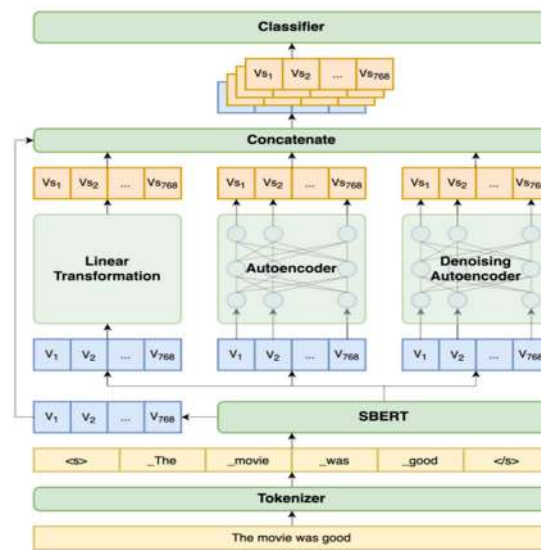 Classifier
Vs1 Vs2 ... Vs768
Concatenate
Vs1 Vs2 ... Vs768 Vs1 Vs2 ... Vs768 Vs1 Vs2 ... Vs768
Linear
Transformation
Autoencoder
Denoising
Autoencoder
V1 V2 ... V768 V1 V2 ... V768 V1 V2 ... V768
V1 V2 ... V768
SBERT
<s> _The _movie _was _good </s>
Tokenizer
The movie was good